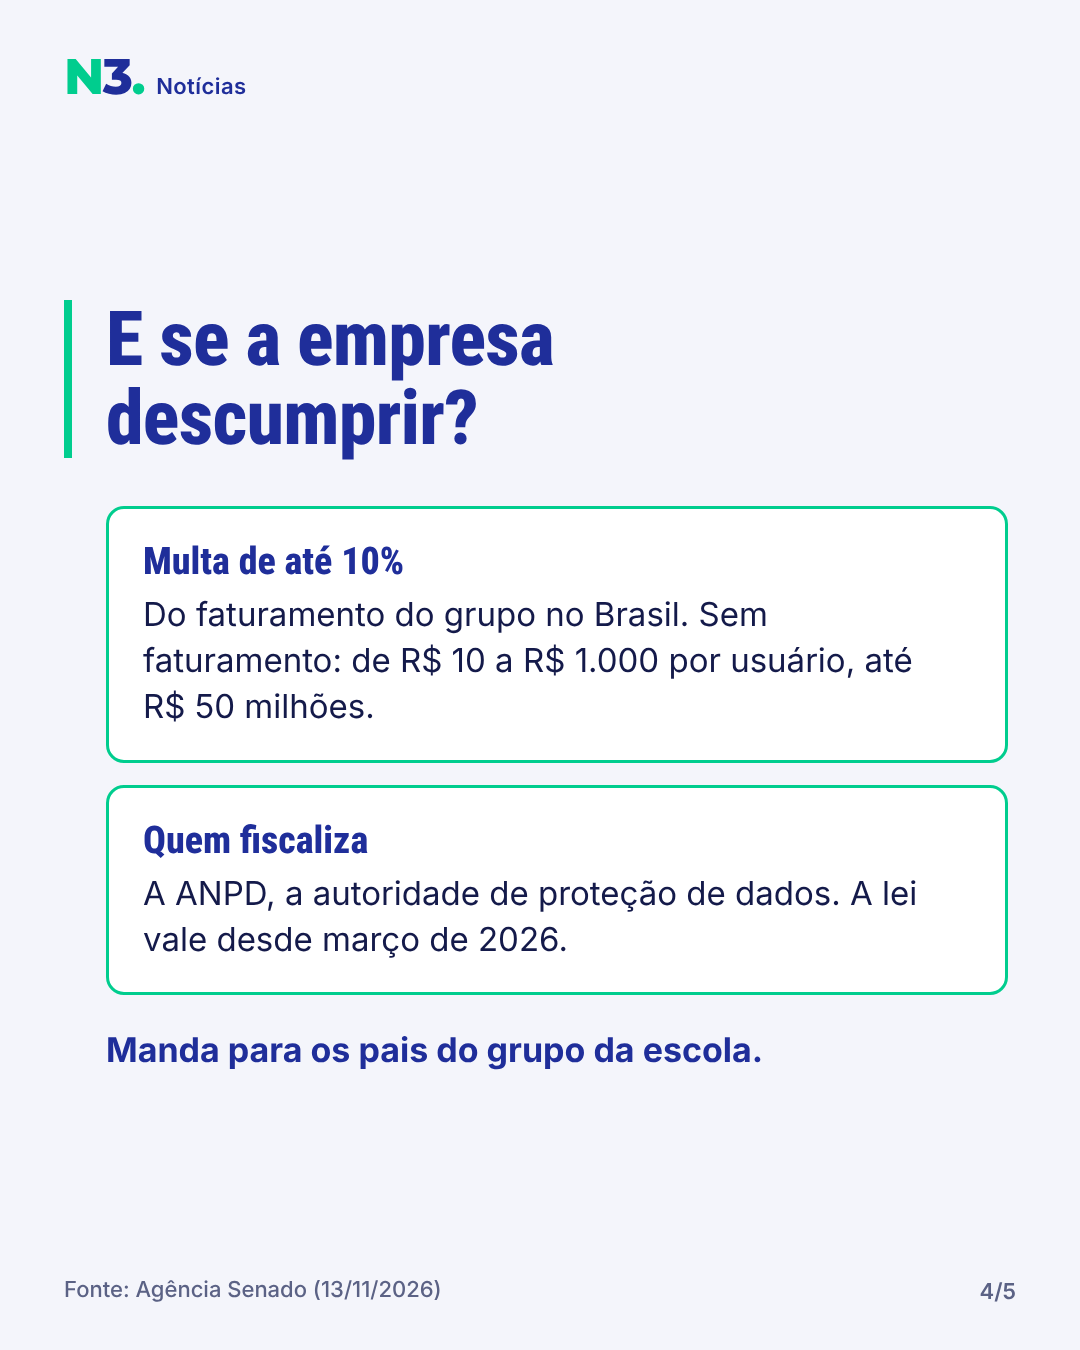 N3. Notícias
E se a empresa
descumprir?
Multa de até 10%
Do faturamento do grupo no Brasil. Sem
faturamento: de R$ 10 a R$ 1.000 por usuário, até
R$ 50 milhões.
Quem fiscaliza
A ANPD, a autoridade de proteção de dados. A lei
vale desde março de 2026.
Manda para os pais do grupo da escola.
Fonte: Agência Senado (13/11/2026)
4/5